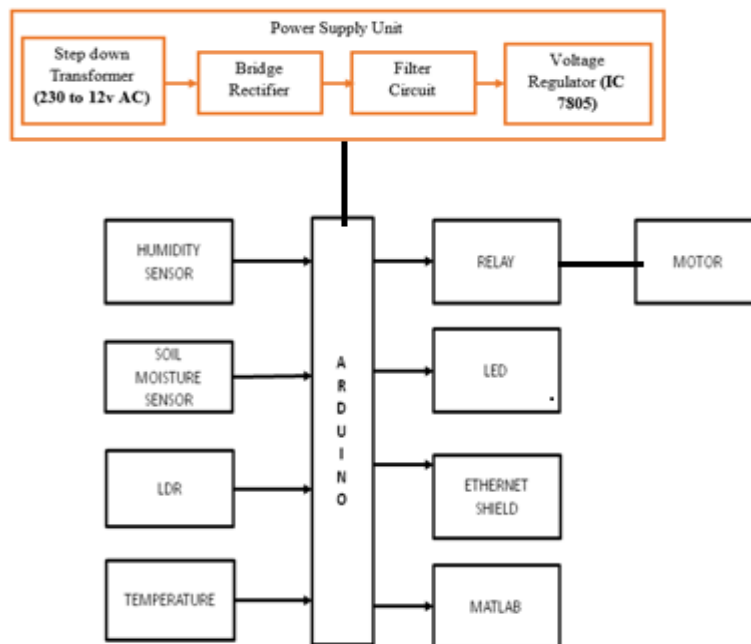 Power Supply Unit
Step down
Transformer
(230 to 12v AC)
Bridge
Rectifier
Filter
Circuit
Voltage
Regulator (IC
7805)
HUMIDITY
SENSOR
SOIL
MOISTURE
SENSOR
LDR
TEMPERATURE
A
R
D
U
I
N
O
RELAY
MOTOR
LED
ETHERNET
SHIELD
MATLAB